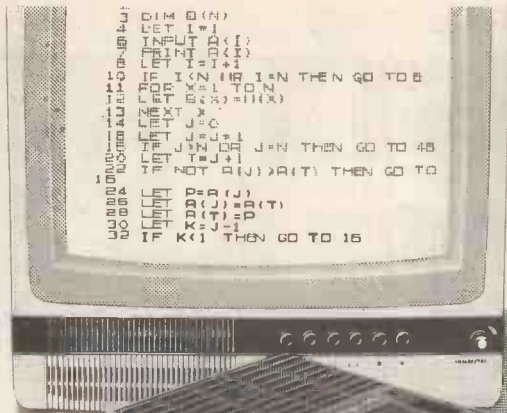 3 DIM B(N)
4 LET I=1
6 INPUT A(I)
7 PRINT A(I)
8 LET I=I+1
10 IF I<N OR I=N THEN GO TO 6
11 FOR X=1 TO N
12 LET B(X)=A(X)
13 NEXT X
14 LET J=0
16 LET J=J+1
IF J>N OR J=N THEN GO TO 48
20 LET T=J+1
22 IF NOT A(J)>A(T) THEN GO TO
16
24 LET P=A(J)
26 LET A(J)=A(T)
28 LET A(T)=P
30 LET K=J-1
32 IF K<1 THEN GO TO 16